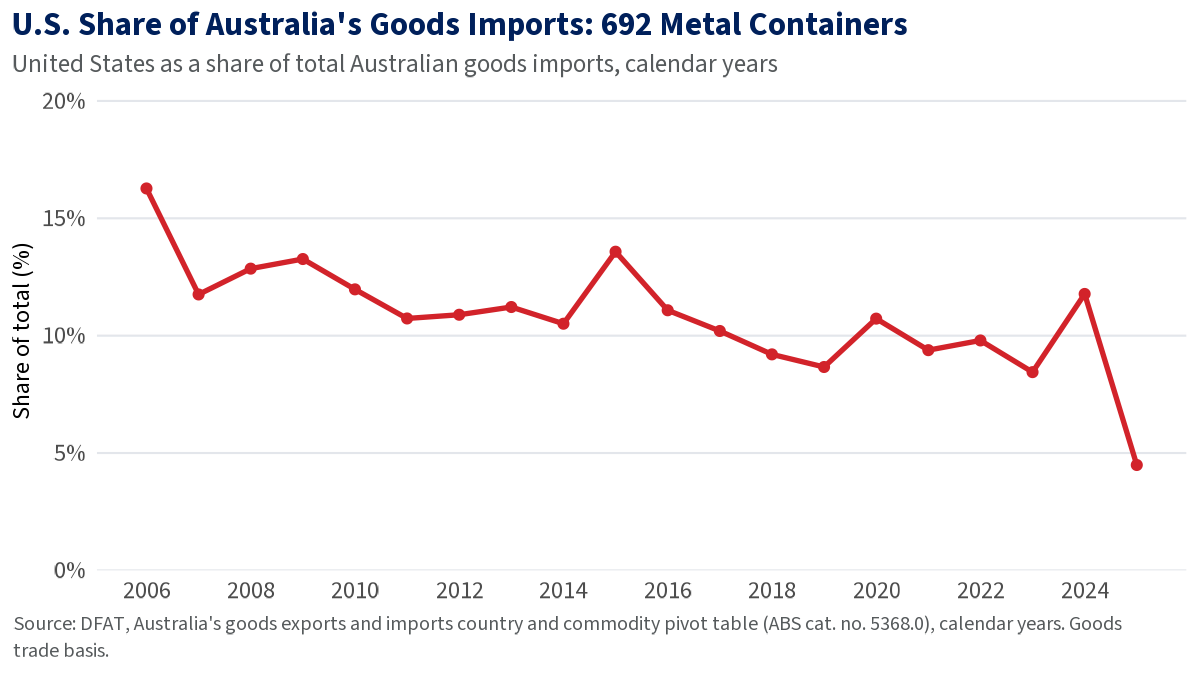 U.S. Share of Australia's Goods Imports: 692 Metal Containers
United States as a share of total Australian goods imports, calendar years
Share of total (%)
20%
15%
10%
5%
0%
2006 2008 2010 2012 2014 2016 2018 2020 2022 2024
Source: DFAT, Australia's goods exports and imports country and commodity pivot table (ABS cat. no. 5368.0), calendar years. Goods
trade basis.